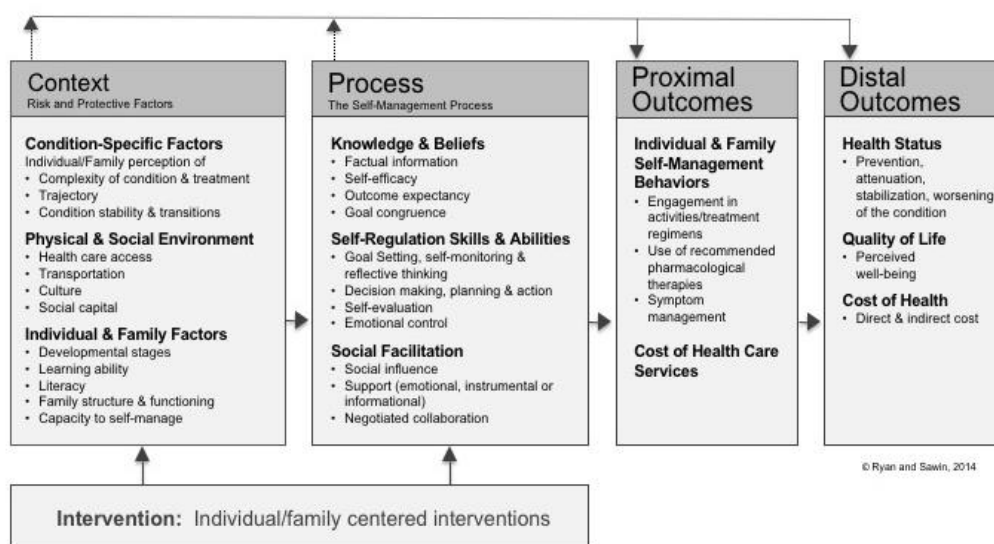 Context
Risk and Protective Factors
Condition-Specific Factors
Individual/Family perception of
• Complexity of condition & treatment
• Trajectory
• Condition stability & transitions
Physical & Social Environment
• Health care access
• Transportation
• Culture
• Social capital
Individual & Family Factors
• Developmental stages
• Learning ability
• Literacy
• Family structure & functioning
• Capacity to self-manage
Process
The Self-Management Process
Knowledge & Beliefs
• Factual information
• Self-efficacy
• Outcome expectancy
• Goal congruence
Self-Regulation Skills & Abilities
• Goal Setting, self-monitoring &
reflective thinking
• Decision making, planning & action
• Self-evaluation
• Emotional control
Social Facilitation
• Social influence
• Support (emotional, instrumental or
informational)
• Negotiated collaboration
Proximal
Outcomes
Individual & Family
Self-Management
Behaviors
• Engagement in
activities/treatment
regimens
• Use of recommended
pharmacological
therapies
• Symptom
management
Cost of Health Care
Services
Distal
Outcomes
Health Status
• Prevention,
attenuation,
stabilization, worsening
of the condition
Quality of Life
• Perceived
well-being
Cost of Health
• Direct & indirect cost
© Ryan and Sawin, 2014
Intervention: Individual/family centered interventions